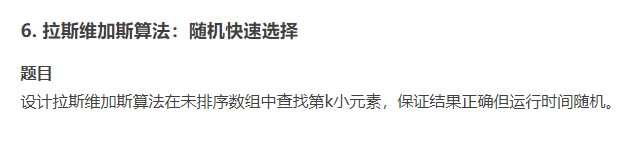 6. 拉斯维加斯算法：随机快速选择
题目
设计拉斯维加斯算法在未排序数组中查找第k小元素，保证结果正确但运行时间随机。